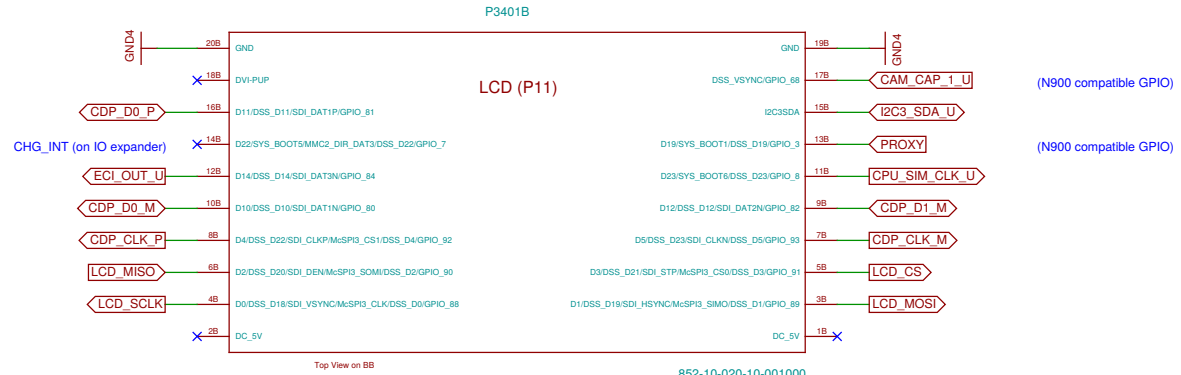 P3401B
GND4 20B GND GND 19B GND4
LCD (P11)
18B DVI-PUP DSS_VSYNC/GPIO_68 17B CAM_CAP_1_U (N900 compatible GPIO)
CDP_D0_P 16B D11/DSS_D11/SDI_DAT1P/GPIO_81 I2C3SDA 15B I2C3_SDA_U
CHG_INT (on IO expander) 14B D22/SYS_BOOT5/MMC2_DIR_DAT3/DSS_D22/GPIO_7 D19/SYS_BOOT1/DSS_D19/GPIO_3 13B PROXY (N900 compatible GPIO)
ECI_OUT_U 12B D14/DSS_D14/SDI_DAT3N/GPIO_84 D23/SYS_BOOT6/DSS_D23/GPIO_8 11B CPU_SIM_CLK_U
CDP_D0_M 10B D10/DSS_D10/SDI_DAT1N/GPIO_80 D12/DSS_D12/SDI_DAT2N/GPIO_82 9B CDP_D1_M
CDP_CLK_P 8B D4/DSS_D22/SDI_CLKP/McSPI3_CS1/DSS_D4/GPIO_92 D5/DSS_D23/SDI_CLKN/DSS_D5/GPIO_93 7B CDP_CLK_M
LCD_MISO 6B D2/DSS_D20/SDI_DEN/McSPI3_SOMI/DSS_D2/GPIO_90 D3/DSS_D21/SDI_STP/McSPI3_CS0/DSS_D3/GPIO_91 5B LCD_CS
LCD_SCLK 4B D0/DSS_D18/SDI_VSYNC/McSPI3_CLK/DSS_D0/GPIO_88 D1/DSS_D19/SDI_HSYNC/McSPI3_SIMO/DSS_D1/GPIO_89 3B LCD_MOSI
2B DC_5V DC_5V 1B
Top View on BB
852-10-020-10-001000